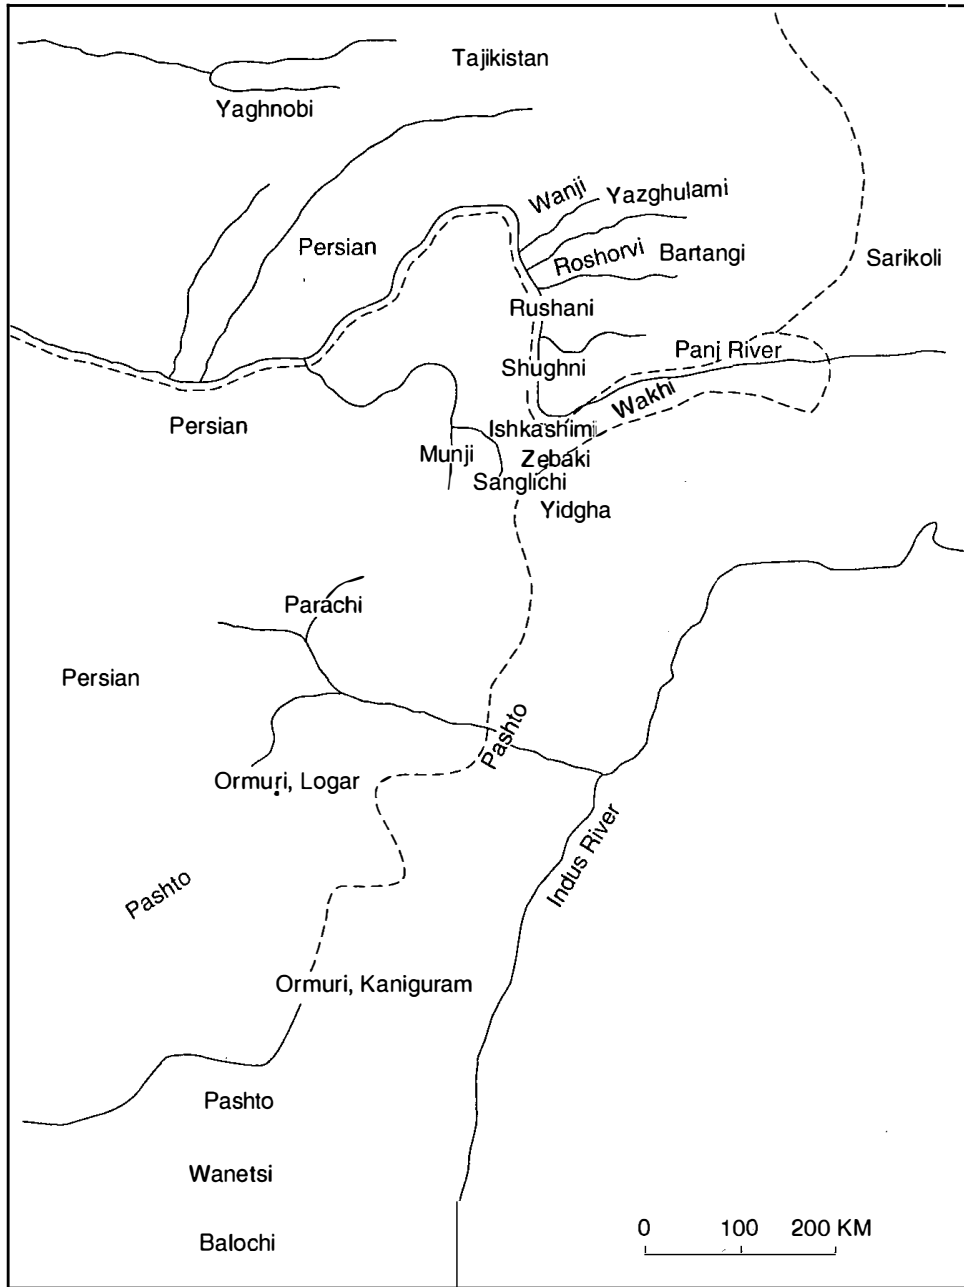 Tajikistan
Yaghnobi
Wanji
Yazghulami
Persian
Roshorvi
Bartangi
Sarikoli
Rushani
Shughni
Panj River
Wakhi
Persian
Ishkashimi
Munji
Zebaki
Sanglichi
Yidgha
Parachi
Persian
Pashto
Ormuri, Logar
Indus River
Pashto
Ormuri, Kaniguram
Pashto
Wanetsi
Balochi
0 100 200 KM